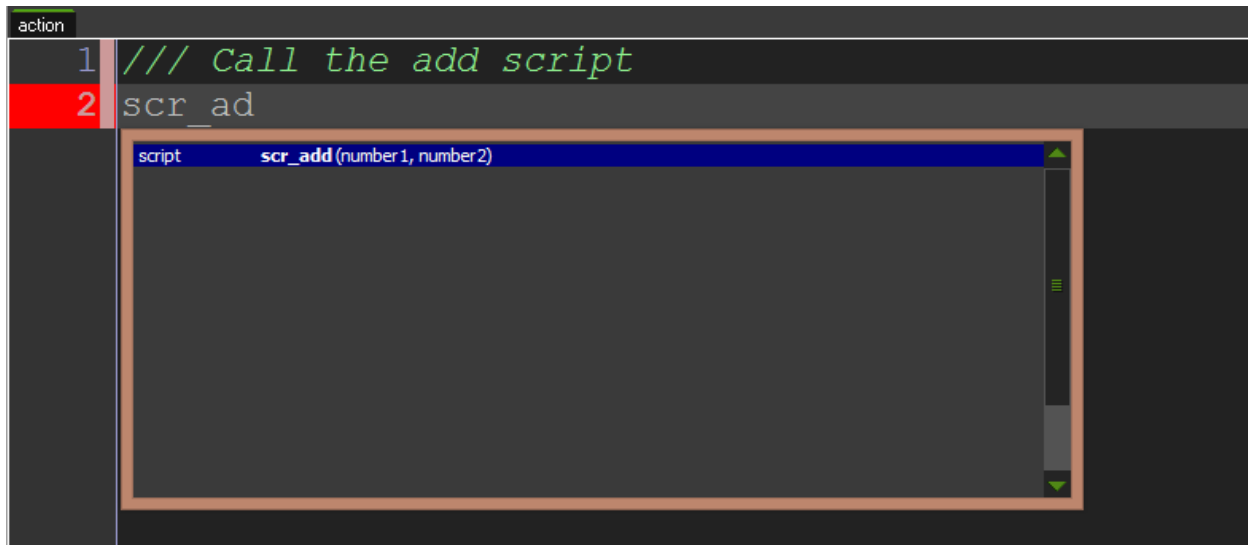 action
1 /// Call the add script
2 scr_ad
script scr_add(number1, number2)